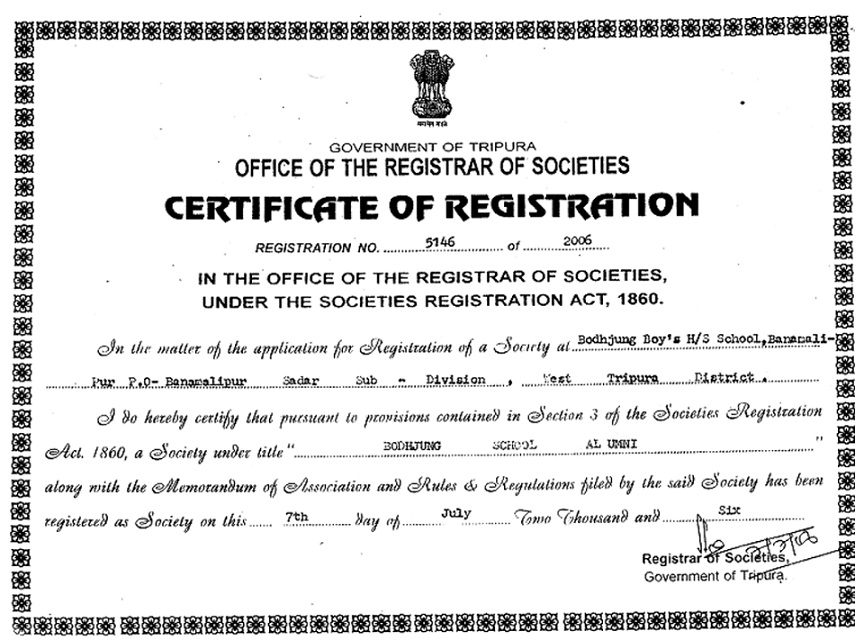 GOVERNMENT OF TRIPURA
OFFICE OF THE REGISTRAR OF SOCIETIES
CERTIFICATE OF REGISTRATION
REGISTRATION NO. 5146 of 2006
IN THE OFFICE OF THE REGISTRAR OF SOCIETIES,
UNDER THE SOCIETIES REGISTRATION ACT, 1860.
In the matter of the application for Registration of a Society at Bodhjung Boy's H/S School,Banamali-
Pur P.O- Banamalipur Sadar Sub - Division , West Tripura District.
I do hereby certify that pursuant to provisions contained in Section 3 of the Societies Registration
Act. 1860, a Society under title " BODHJUNG SCHOOL AL UMNI "
along with the Memorandum of Association and Rules & Regulations filed by the said Society has been
registered as Society on this 7th day of July Two Thousand and Six
Registrar of Societies,
Government of Tripura.